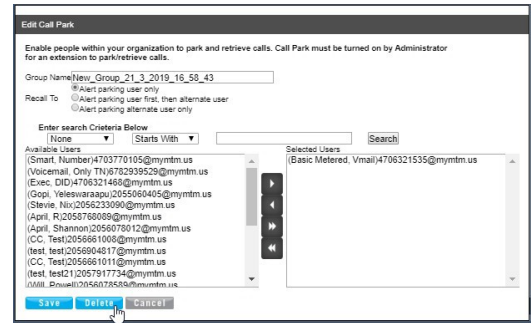 Edit Call Park
Enable people within your organization to park and retrieve calls. Call Park must be turned on by Administrator
for an extension to park/retrieve calls.
Group Name New_Group_21_3_2019_16_58_43
Alert parking user only
Recall To Alert parking user first, then alternate user
Alert parking alternate user only
Enter search Crieteria Below
None Starts With Search
Available Users Selected Users
(Smart, Number)4703770105@mymtm.us (Basic Metered, Vmail)4706321535@mymtm.us
(Voicemail, Only TN)6782939529@mymtm.us
(Exec, DID)4706321468@mymtm.us
(Gopi, Yeleswaraapu)2055060405@mymtm.us
(Stevie, Nix)2056233090@mymtm.us
(April, R)2058768089@mymtm.us
(April, Shannon)2056078012@mymtm.us
(CC, Test)2056661008@mymtm.us
(test, test)2056904817@mymtm.us
(CC, Test)2056661011@mymtm.us
(test, test21)2057917734@mymtm.us
(Will, Powell)2056078589@mymtm.us
Save Delete Cancel